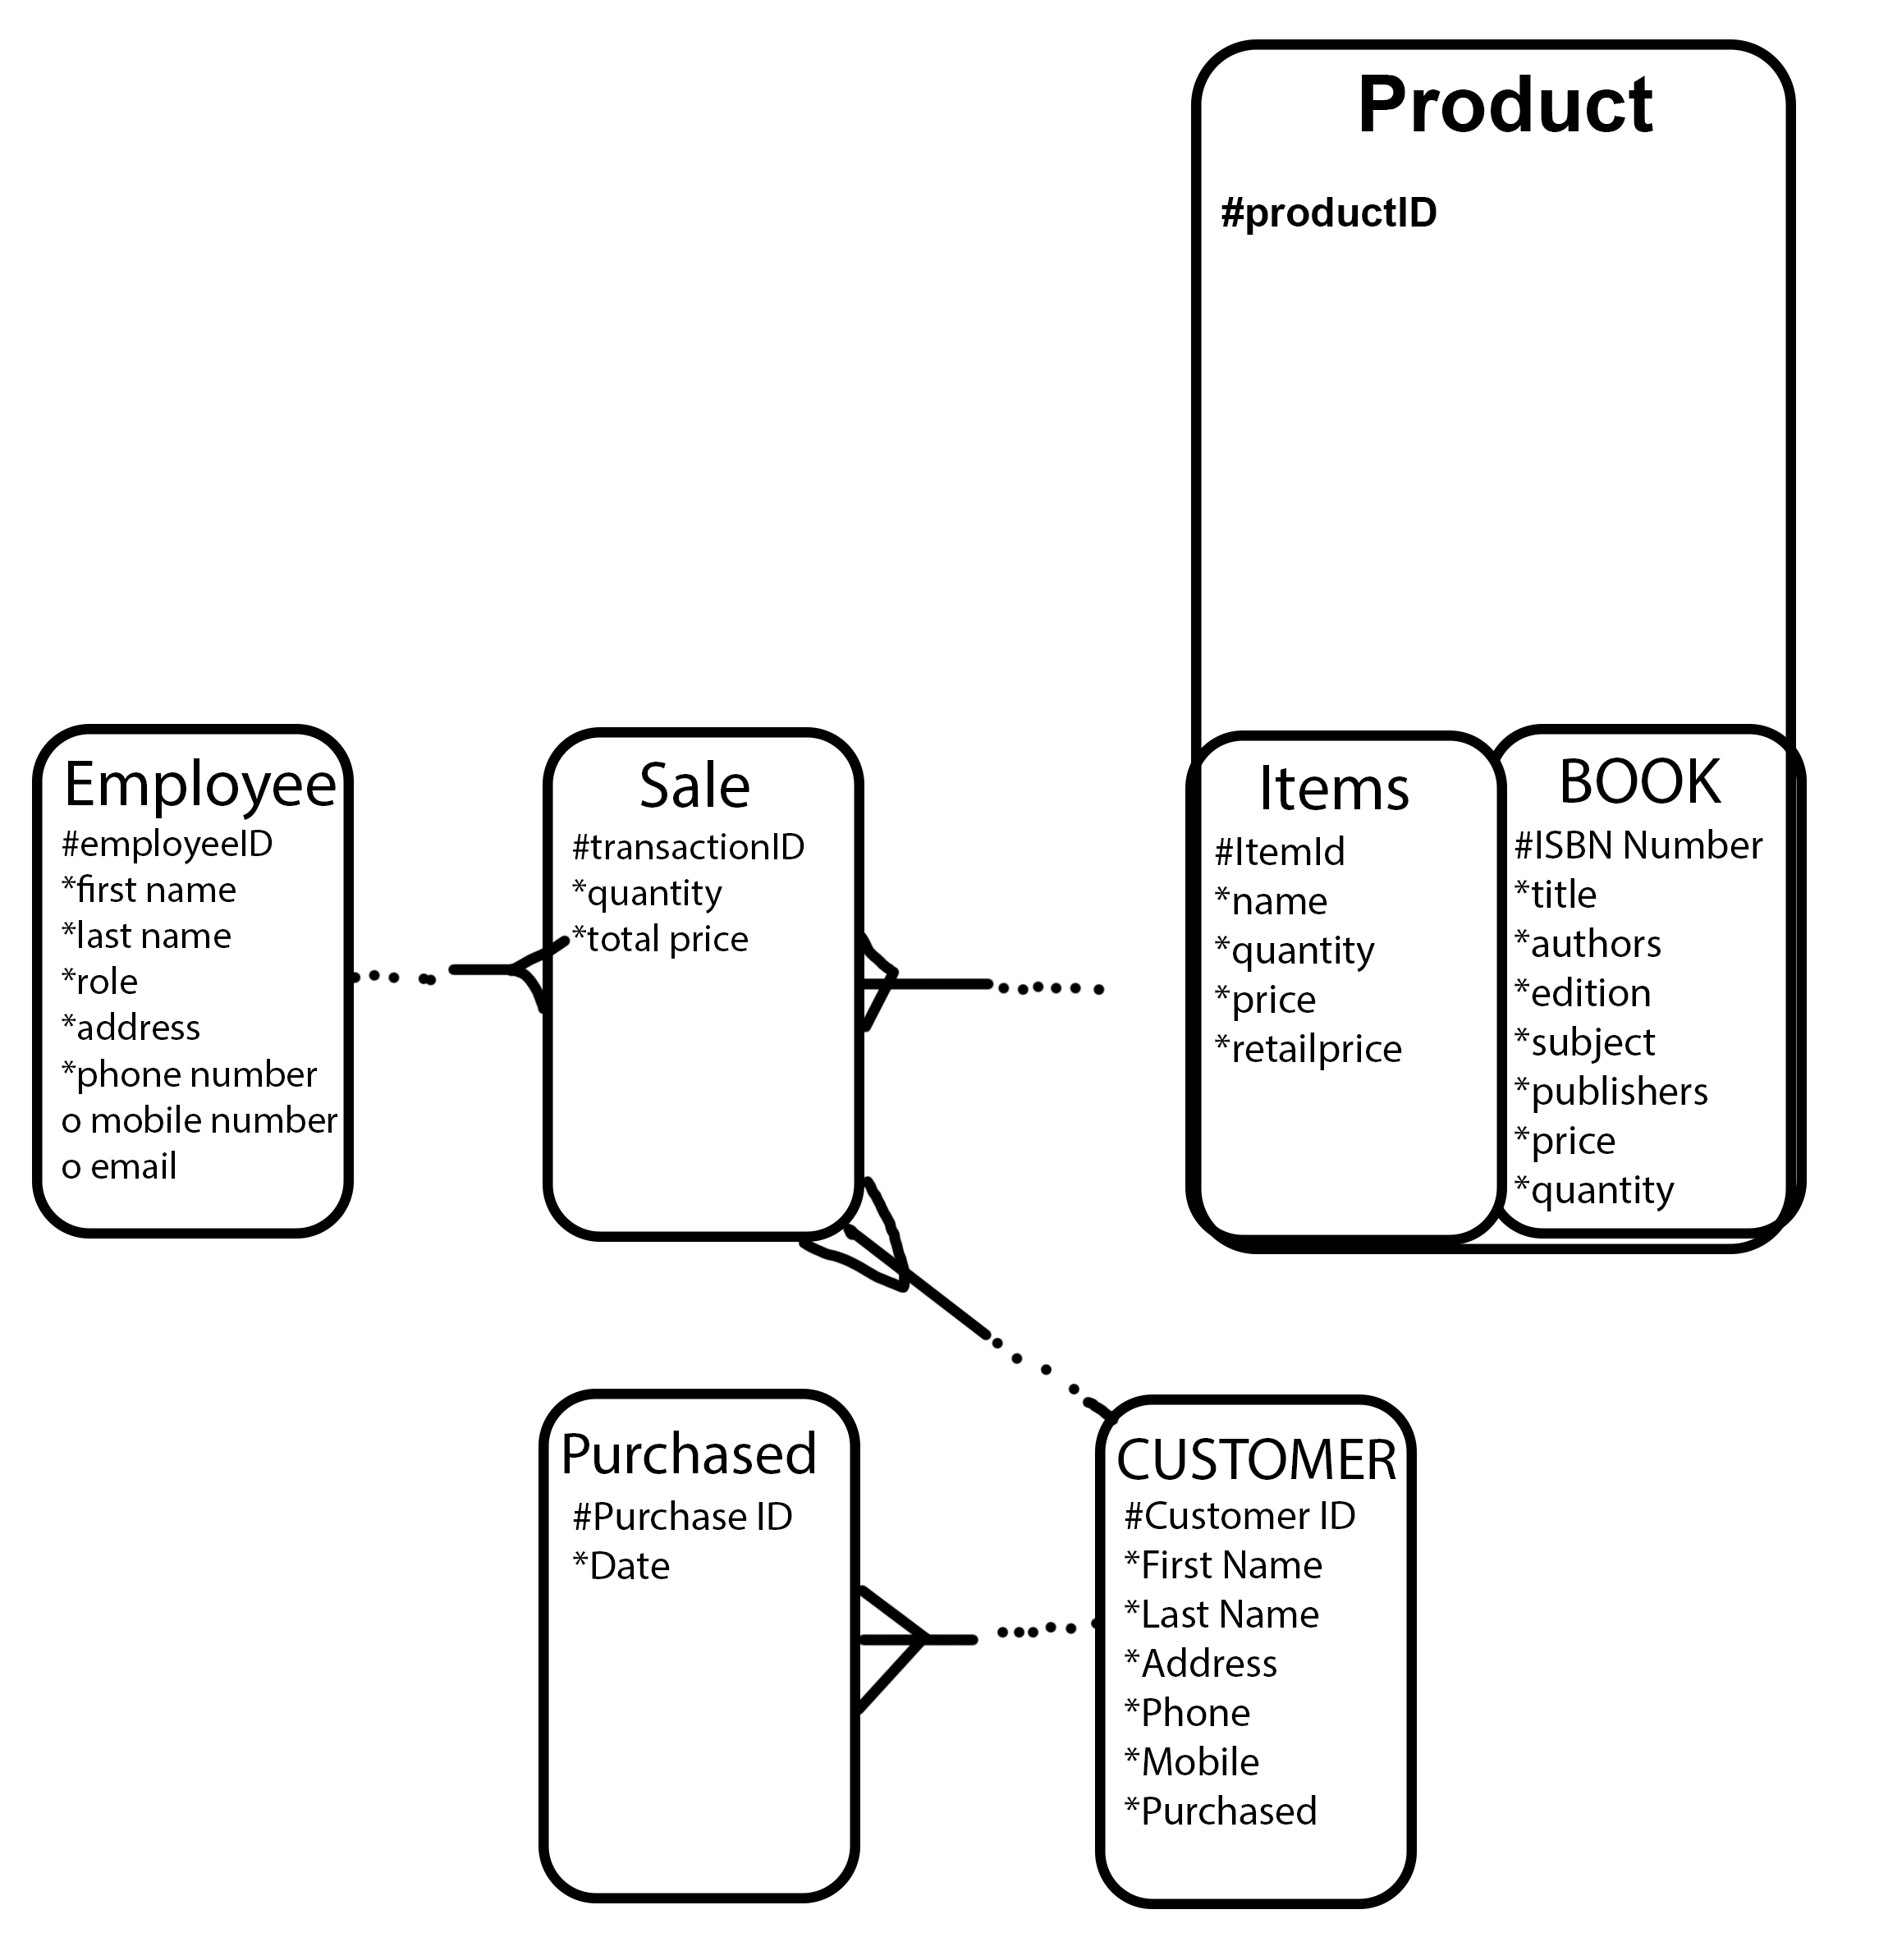 Product
#productID
Employee
#employeeID
*first name
*last name
*role
*address
*phone number
o mobile number
o email
Sale
#transactionID
*quantity
*total price
Items
#ItemId
*name
*quantity
*price
*retailprice
BOOK
#ISBN Number
*title
*authors
*edition
*subject
*publishers
*price
*quantity
Purchased
#Purchase ID
*Date
CUSTOMER
#Customer ID
*First Name
*Last Name
*Address
*Phone
*Mobile
*Purchased